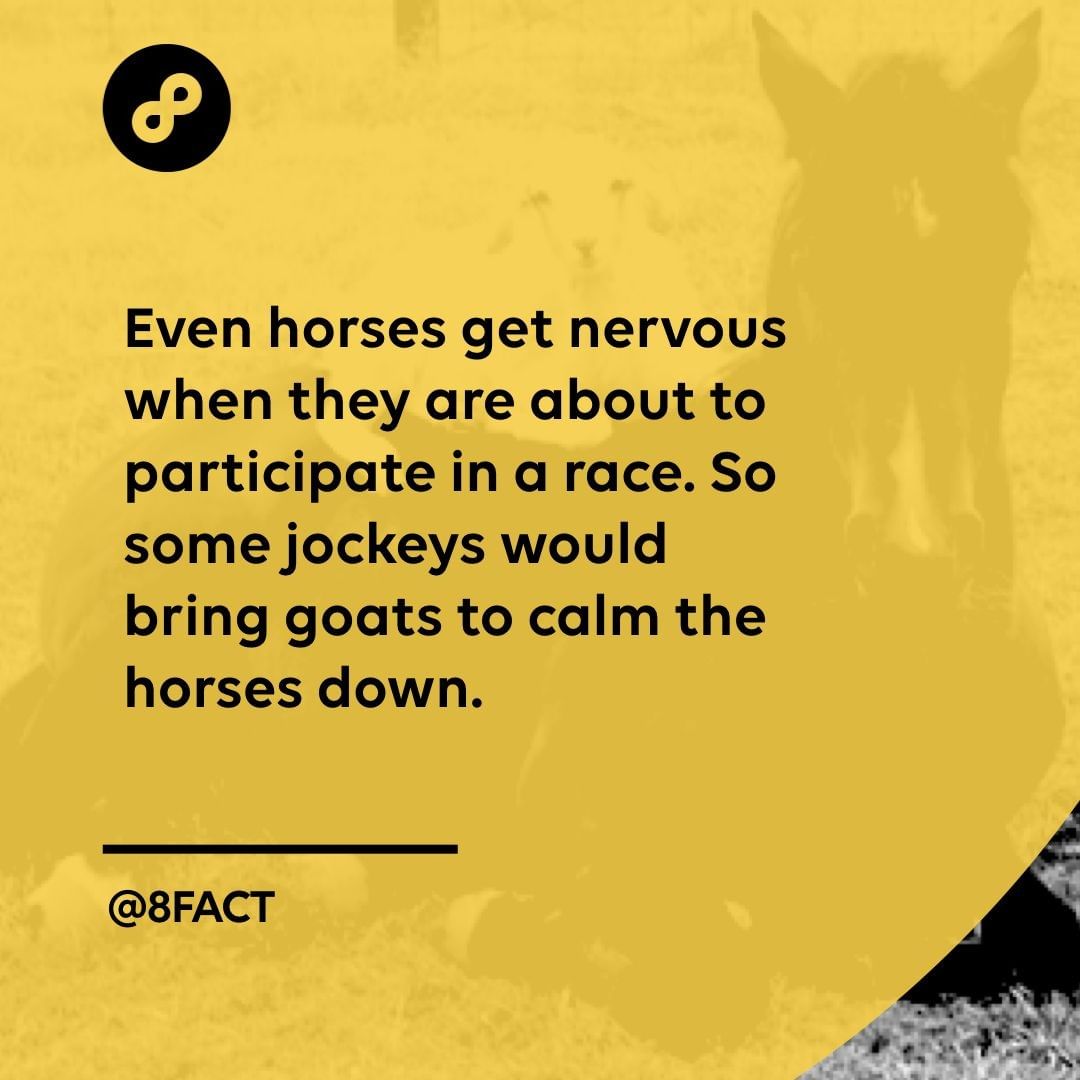 Even horses get nervous
when they are about to
participate in a race. So
some jockeys would
bring goats to calm the
horses down.
@8FACT